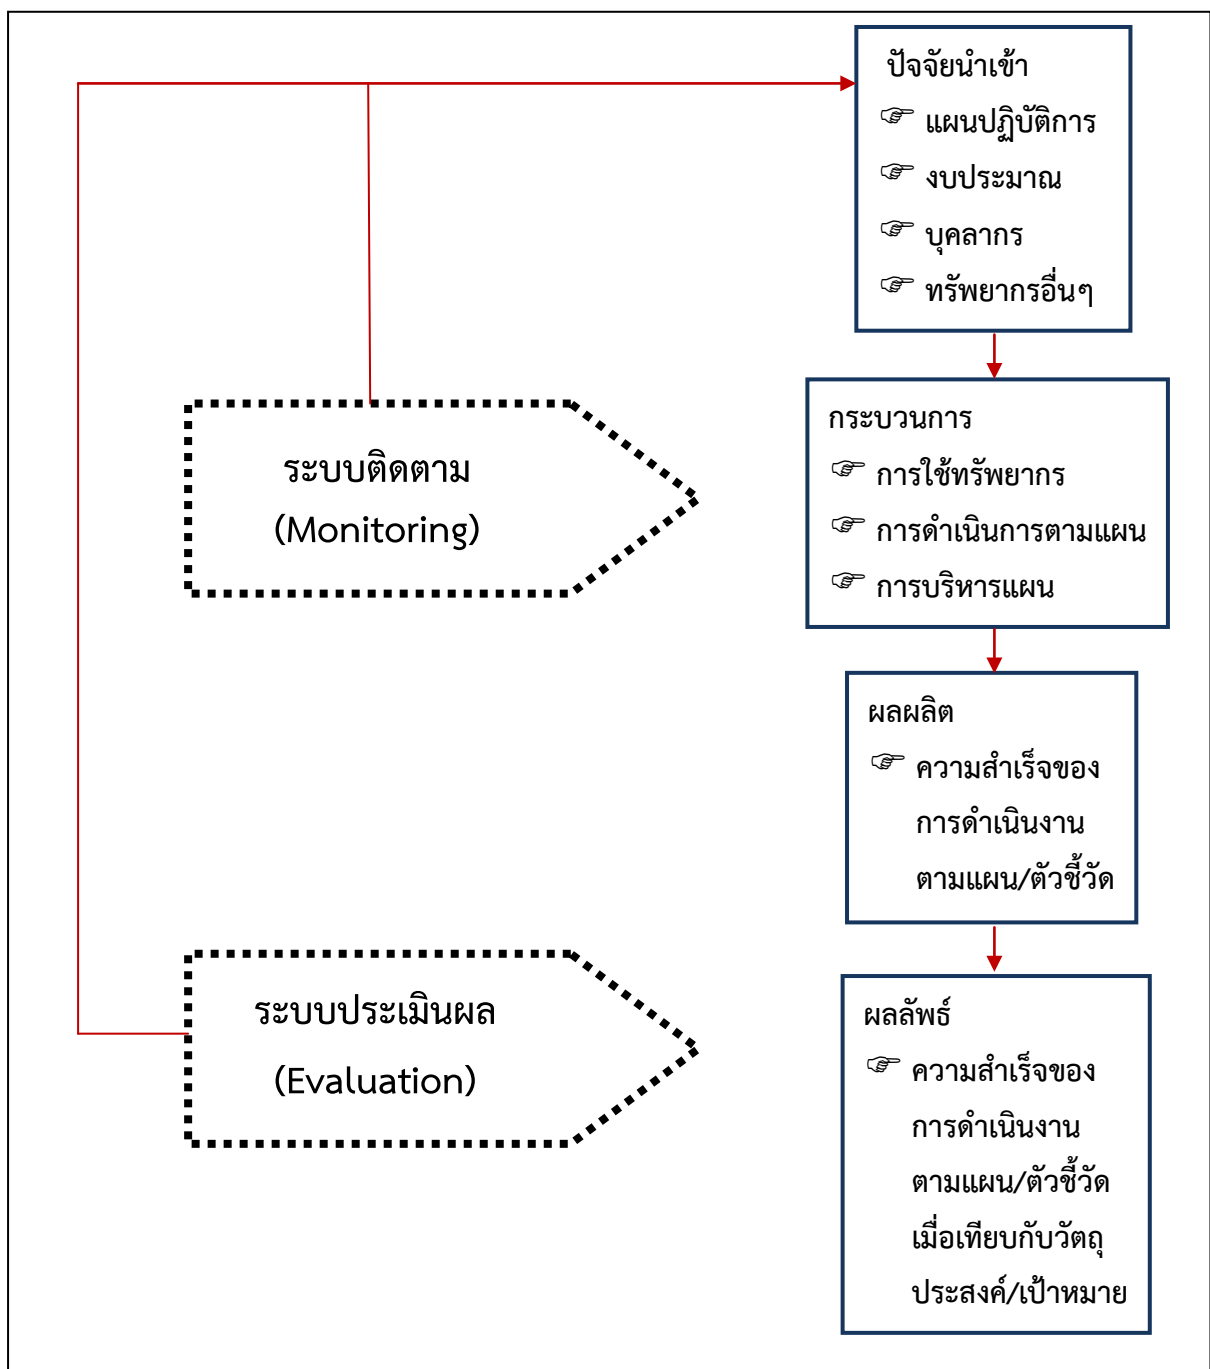 ปัจจัยนำเข้า
☞ แผนปฏิบัติการ
☞ งบประมาณ
☞ บุคลากร
☞ ทรัพยากรอื่นๆ
ระบบติดตาม
(Monitoring)
กระบวนการ
☞ การใช้ทรัพยากร
☞ การดำเนินการตามแผน
☞ การบริหารแผน
ผลผลิต
☞ ความสำเร็จของ
การดำเนินงาน
ตามแผน/ตัวชี้วัด
ระบบประเมินผล
(Evaluation)
ผลลัพธ์
☞ ความสำเร็จของ
การดำเนินงาน
ตามแผน/ตัวชี้วัด
เมื่อเทียบกับวัตถุ
ประสงค์/เป้าหมาย